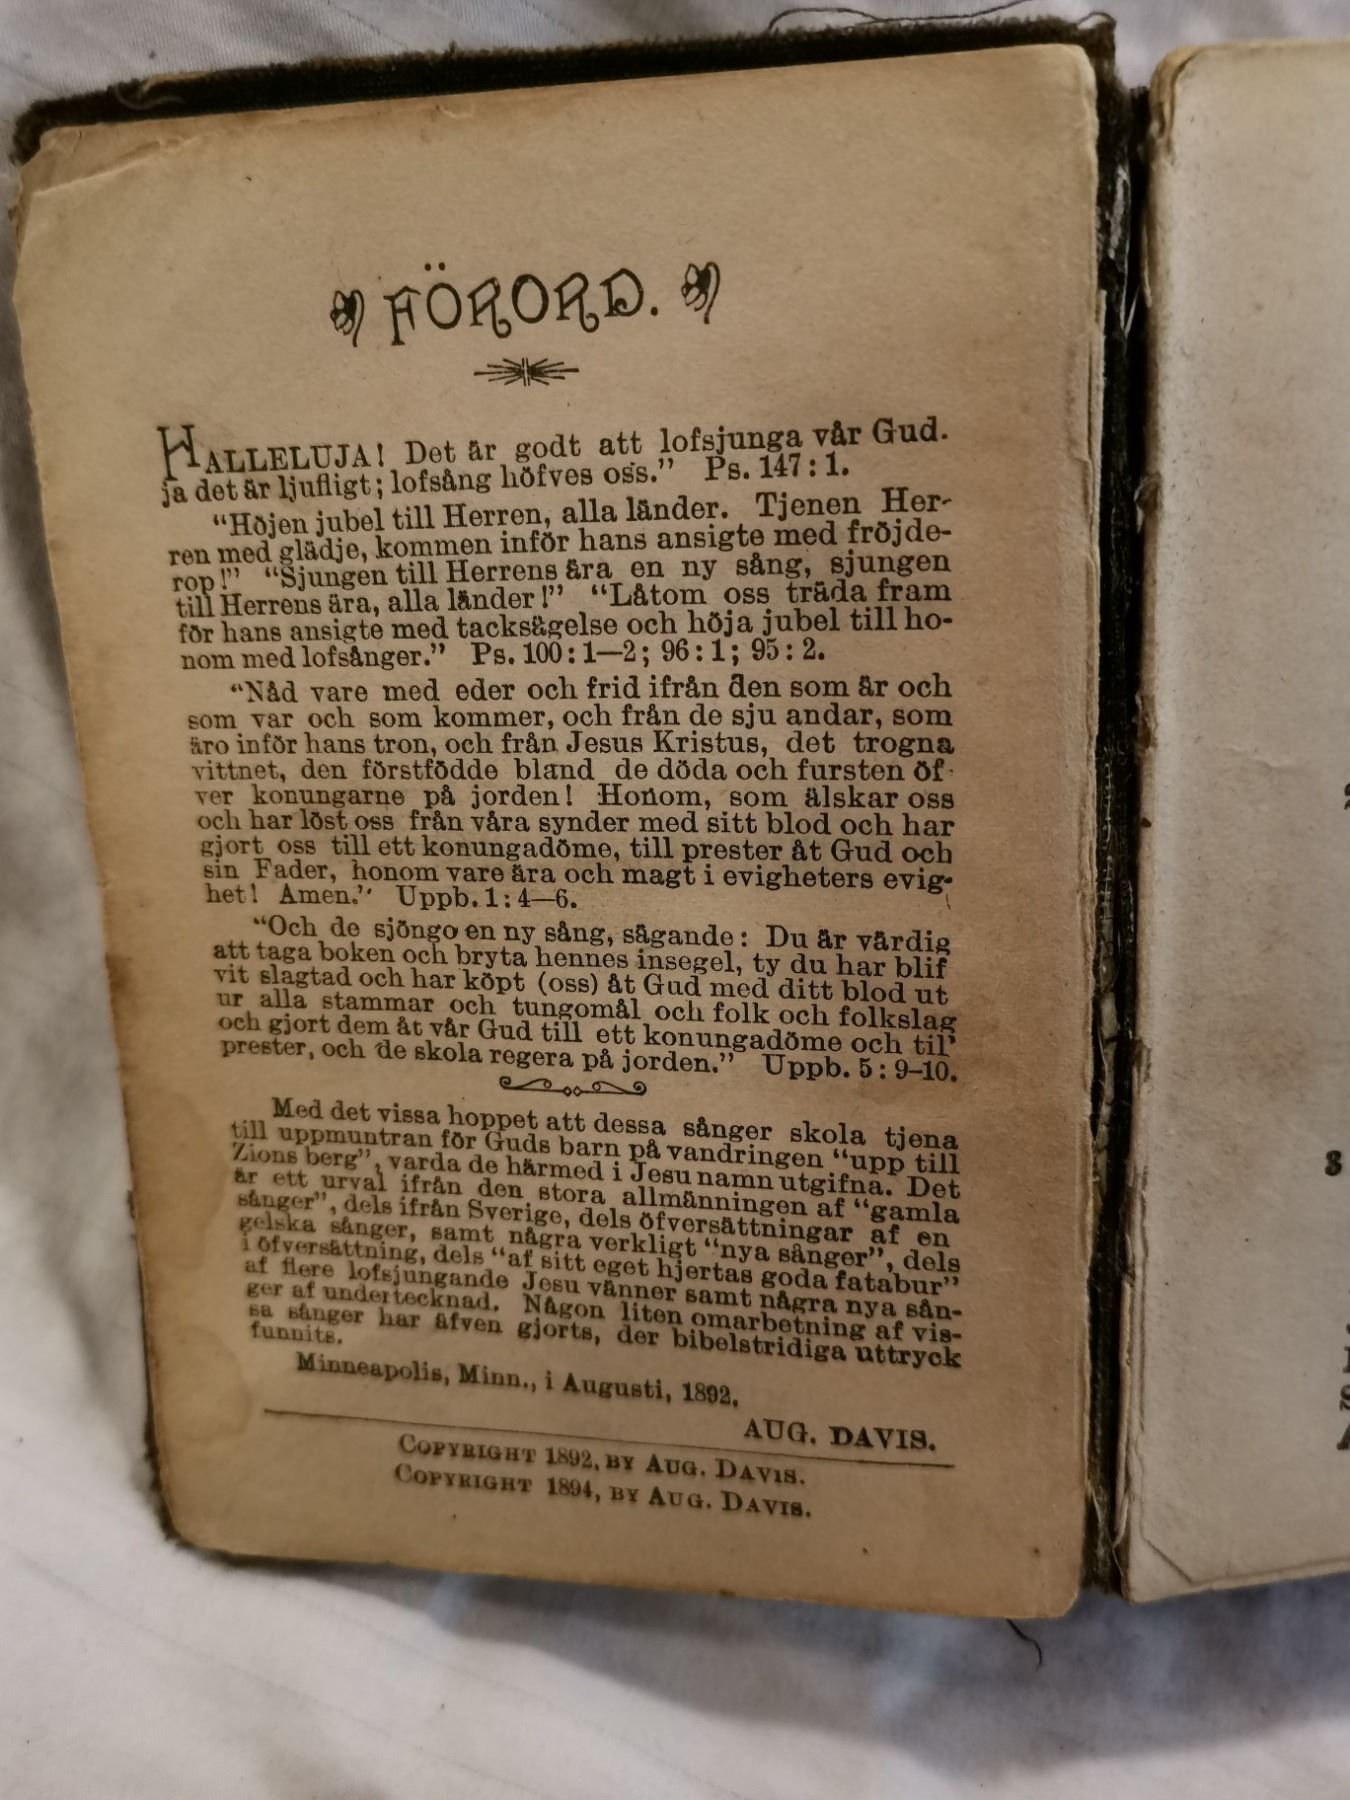 FÖRORD.
HALLELUJA! Det är godt att lofsjunga vår Gud.
ja det är ljufligt; lofsång höfves oss." Ps. 147:1.
"Höjen jubel till Herren, alla länder. Tjenen Her-
ren med glädje, kommen inför hans ansigte med fröjde-
rop!" "Sjungen till Herrens ära en ny sång, sjungen
till Herrens ära, alla länder!" "Låtom oss träda fram
för hans ansigte med tacksägelse och höja jubel till ho-
nom med lofsånger." Ps. 100:1—2; 96:1; 95:2.
"Nåd vare med eder och frid ifrån den som är och
som var och som kommer, och från de sju andar, som
äro inför hans tron, och från Jesus Kristus, det trogna
vittnet, den förstfödde bland de döda och fursten öf-
ver konungarne på jorden! Honom, som älskar oss
och har löst oss från våra synder med sitt blod och har
gjort oss till ett konungadöme, till prester åt Gud och
sin Fader, honom vare ära och magt i evigheters evig-
het! Amen." Uppb. 1:4—6.
"Och de sjöngo en ny sång, sägande: Du är värdig
att taga boken och bryta hennes insegel, ty du har blif
vit slagtad och har köpt (oss) åt Gud med ditt blod ut
ur alla stammar och tungomål och folk och folkslag
och gjort dem åt vår Gud till ett konungadöme och til
prester, och de skola regera på jorden." Uppb. 5:9–10.
Med det vissa hoppet att dessa sånger skola tjena
till uppmuntran för Guds barn på vandringen "upp till
Zions berg", varda de härmed i Jesu namn utgifna. Det
är ett urval ifrån den stora allmänningen af "gamla
sånger", dels ifrån Sverige, dels öfversättningar af en
gelska sånger, samt några verkligt "nya sånger", dels
i öfversättning, dels "af sitt eget hjertas goda fatabur"
af flere lofsjungande Jesu vänner samt några nya sån-
ger af undertecknad. Någon liten omarbetning af vis-
sa sånger har äfven gjorts, der bibelstridiga uttryck
funnits.
Minneapolis, Minn., i Augusti, 1892.
AUG. DAVIS.
COPYRIGHT 1892, BY AUG. DAVIS.
COPYRIGHT 1894, BY AUG. DAVIS.